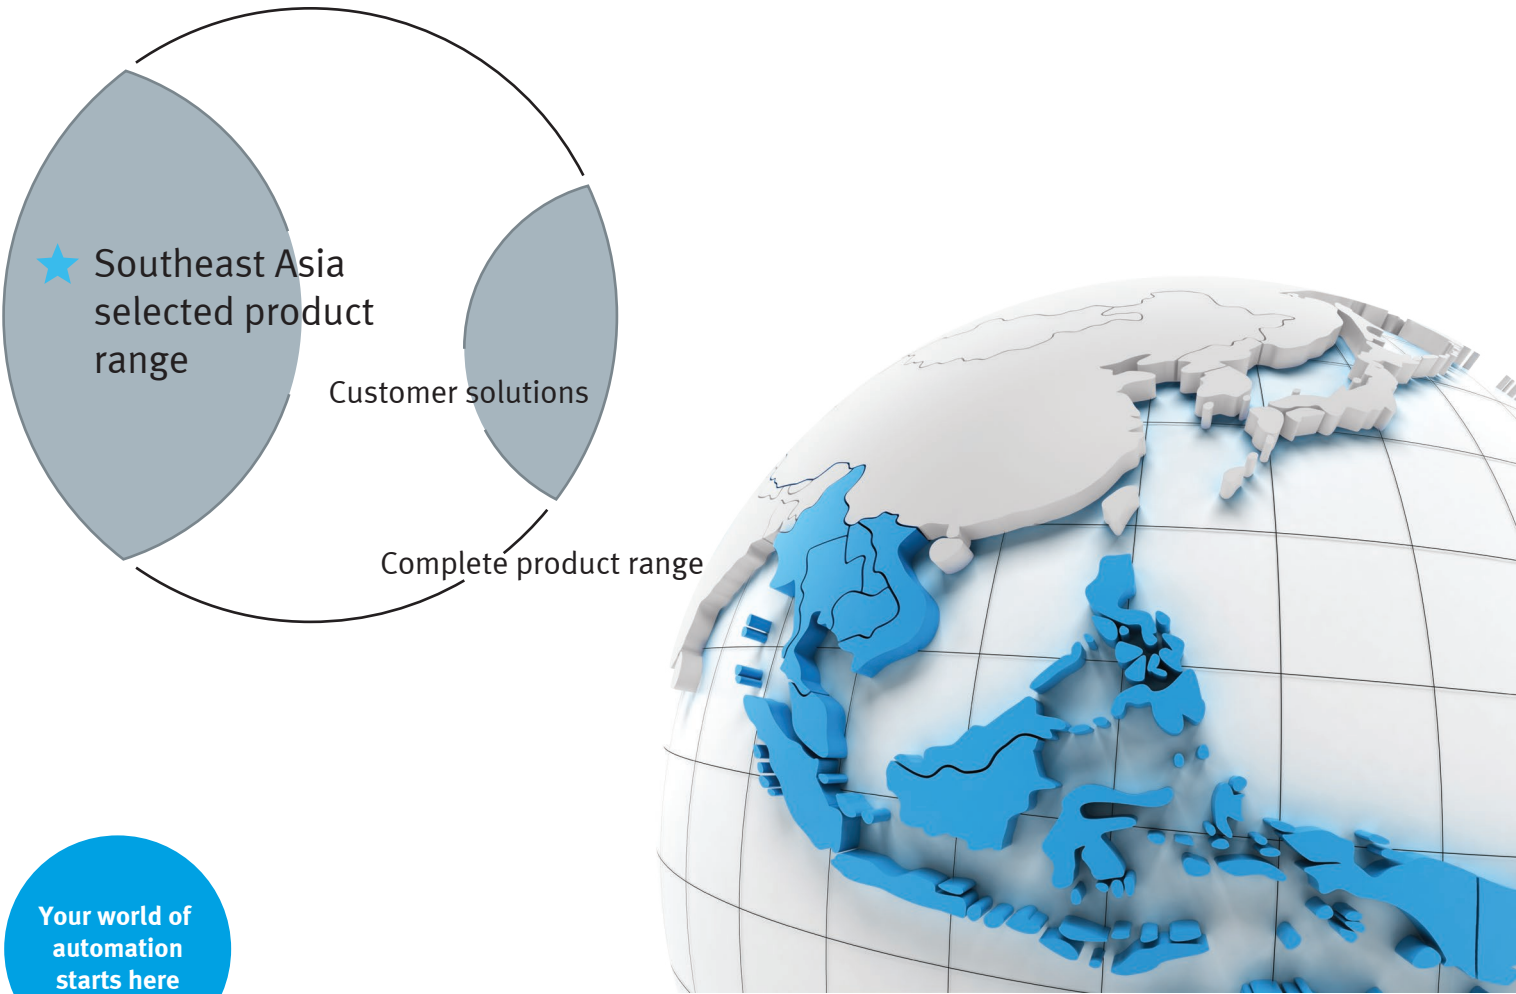 Southeast Asia
selected product
range
Customer solutions
Complete product range
Your world of
automation
starts here